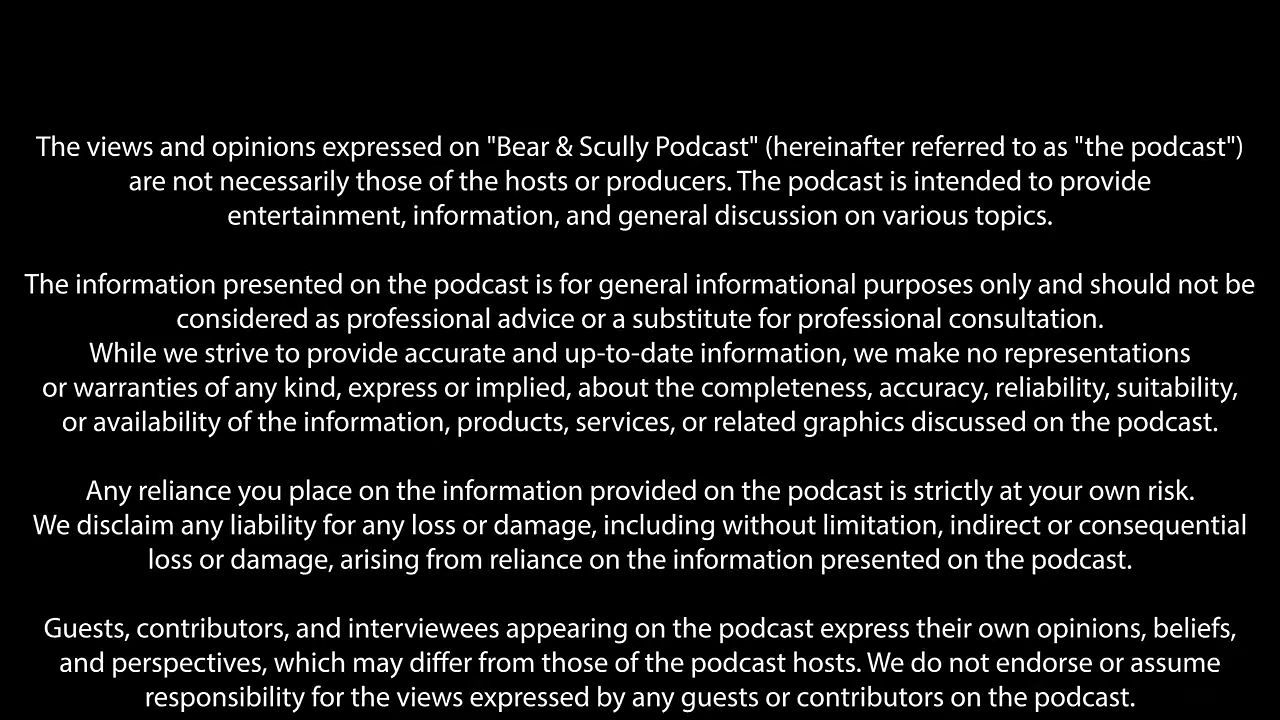 The views and opinions expressed on "Bear & Scully Podcast" (hereinafter referred to as "the podcast")
are not necessarily those of the hosts or producers. The podcast is intended to provide
entertainment, information, and general discussion on various topics.
The information presented on the podcast is for general informational purposes only and should not be
considered as professional advice or a substitute for professional consultation.
While we strive to provide accurate and up-to-date information, we make no representations
or warranties of any kind, express or implied, about the completeness, accuracy, reliability, suitability,
or availability of the information, products, services, or related graphics discussed on the podcast.
Any reliance you place on the information provided on the podcast is strictly at your own risk.
We disclaim any liability for any loss or damage, including without limitation, indirect or consequential
loss or damage, arising from reliance on the information presented on the podcast.
Guests, contributors, and interviewees appearing on the podcast express their own opinions, beliefs,
and perspectives, which may differ from those of the podcast hosts. We do not endorse or assume
responsibility for the views expressed by any guests or contributors on the podcast.